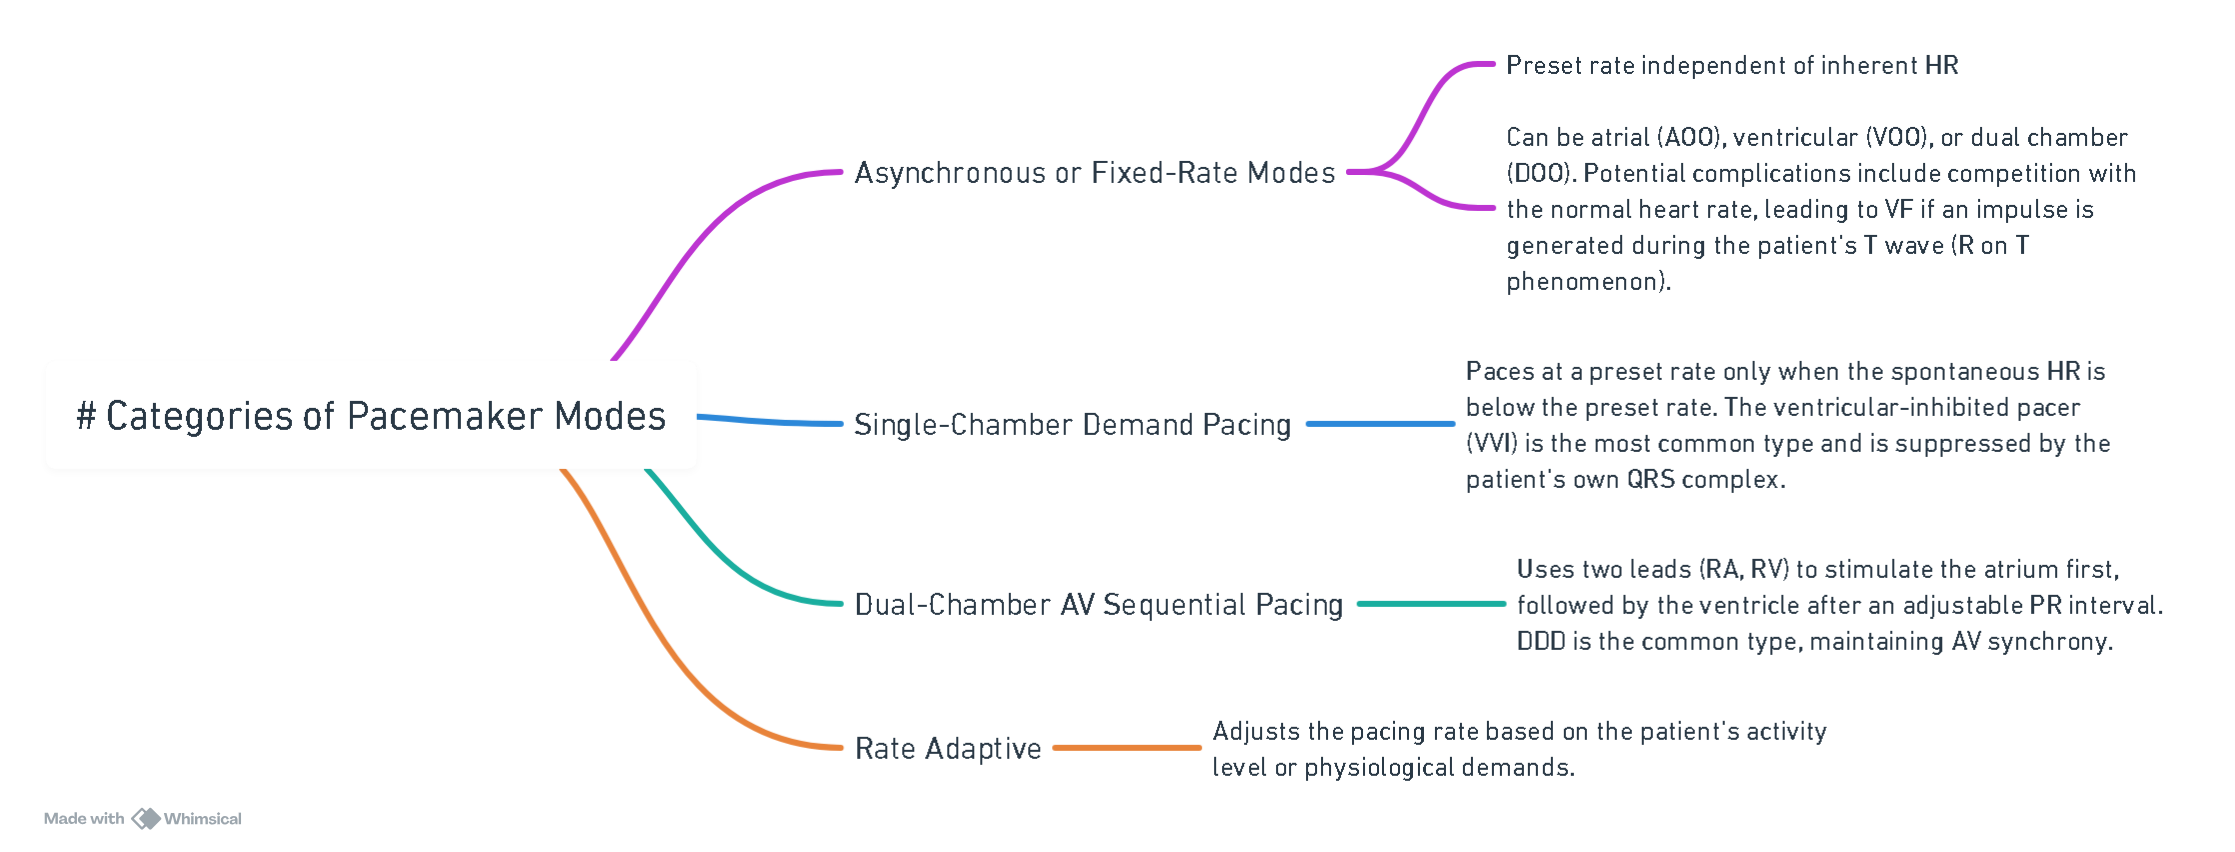 # Categories of Pacemaker Modes
Asynchronous or Fixed-Rate Modes
Preset rate independent of inherent HR
Can be atrial (AOO), ventricular (VOO), or dual chamber
(DOO). Potential complications include competition with
the normal heart rate, leading to VF if an impulse is
generated during the patient's T wave (R on T
phenomenon).
Single-Chamber Demand Pacing
Paces at a preset rate only when the spontaneous HR is
below the preset rate. The ventricular-inhibited pacer
(VVI) is the most common type and is suppressed by the
patient's own QRS complex.
Dual-Chamber AV Sequential Pacing
Uses two leads (RA, RV) to stimulate the atrium first,
followed by the ventricle after an adjustable PR interval.
DDD is the common type, maintaining AV synchrony.
Rate Adaptive
Adjusts the pacing rate based on the patient's activity
level or physiological demands.
Made with Whimsical